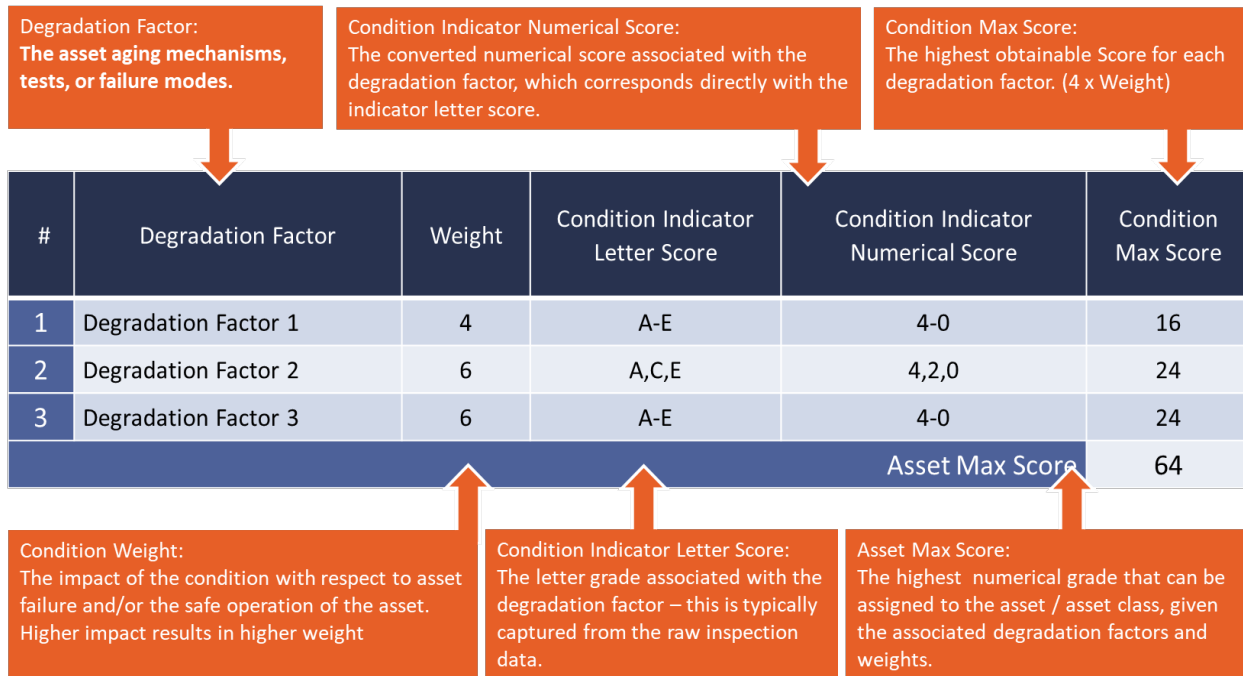 Degradation Factor:
The asset aging mechanisms,
tests, or failure modes.
Condition Indicator Numerical Score:
The converted numerical score associated with the
degradation factor, which corresponds directly with the
indicator letter score.
Condition Max Score:
The highest obtainable Score for each
degradation factor. (4 x Weight)
# Degradation Factor Weight Condition Indicator Letter Score Condition Indicator Numerical Score Condition Max Score
1 Degradation Factor 1 4 A-E 4-0 16
2 Degradation Factor 2 6 A,C,E 4,2,0 24
3 Degradation Factor 3 6 A-E 4-0 24
Asset Max Score 64
Condition Weight:
The impact of the condition with respect to asset
failure and/or the safe operation of the asset.
Higher impact results in higher weight
Condition Indicator Letter Score:
The letter grade associated with the
degradation factor – this is typically
captured from the raw inspection
data.
Asset Max Score:
The highest numerical grade that can be
assigned to the asset / asset class, given
the associated degradation factors and
weights.